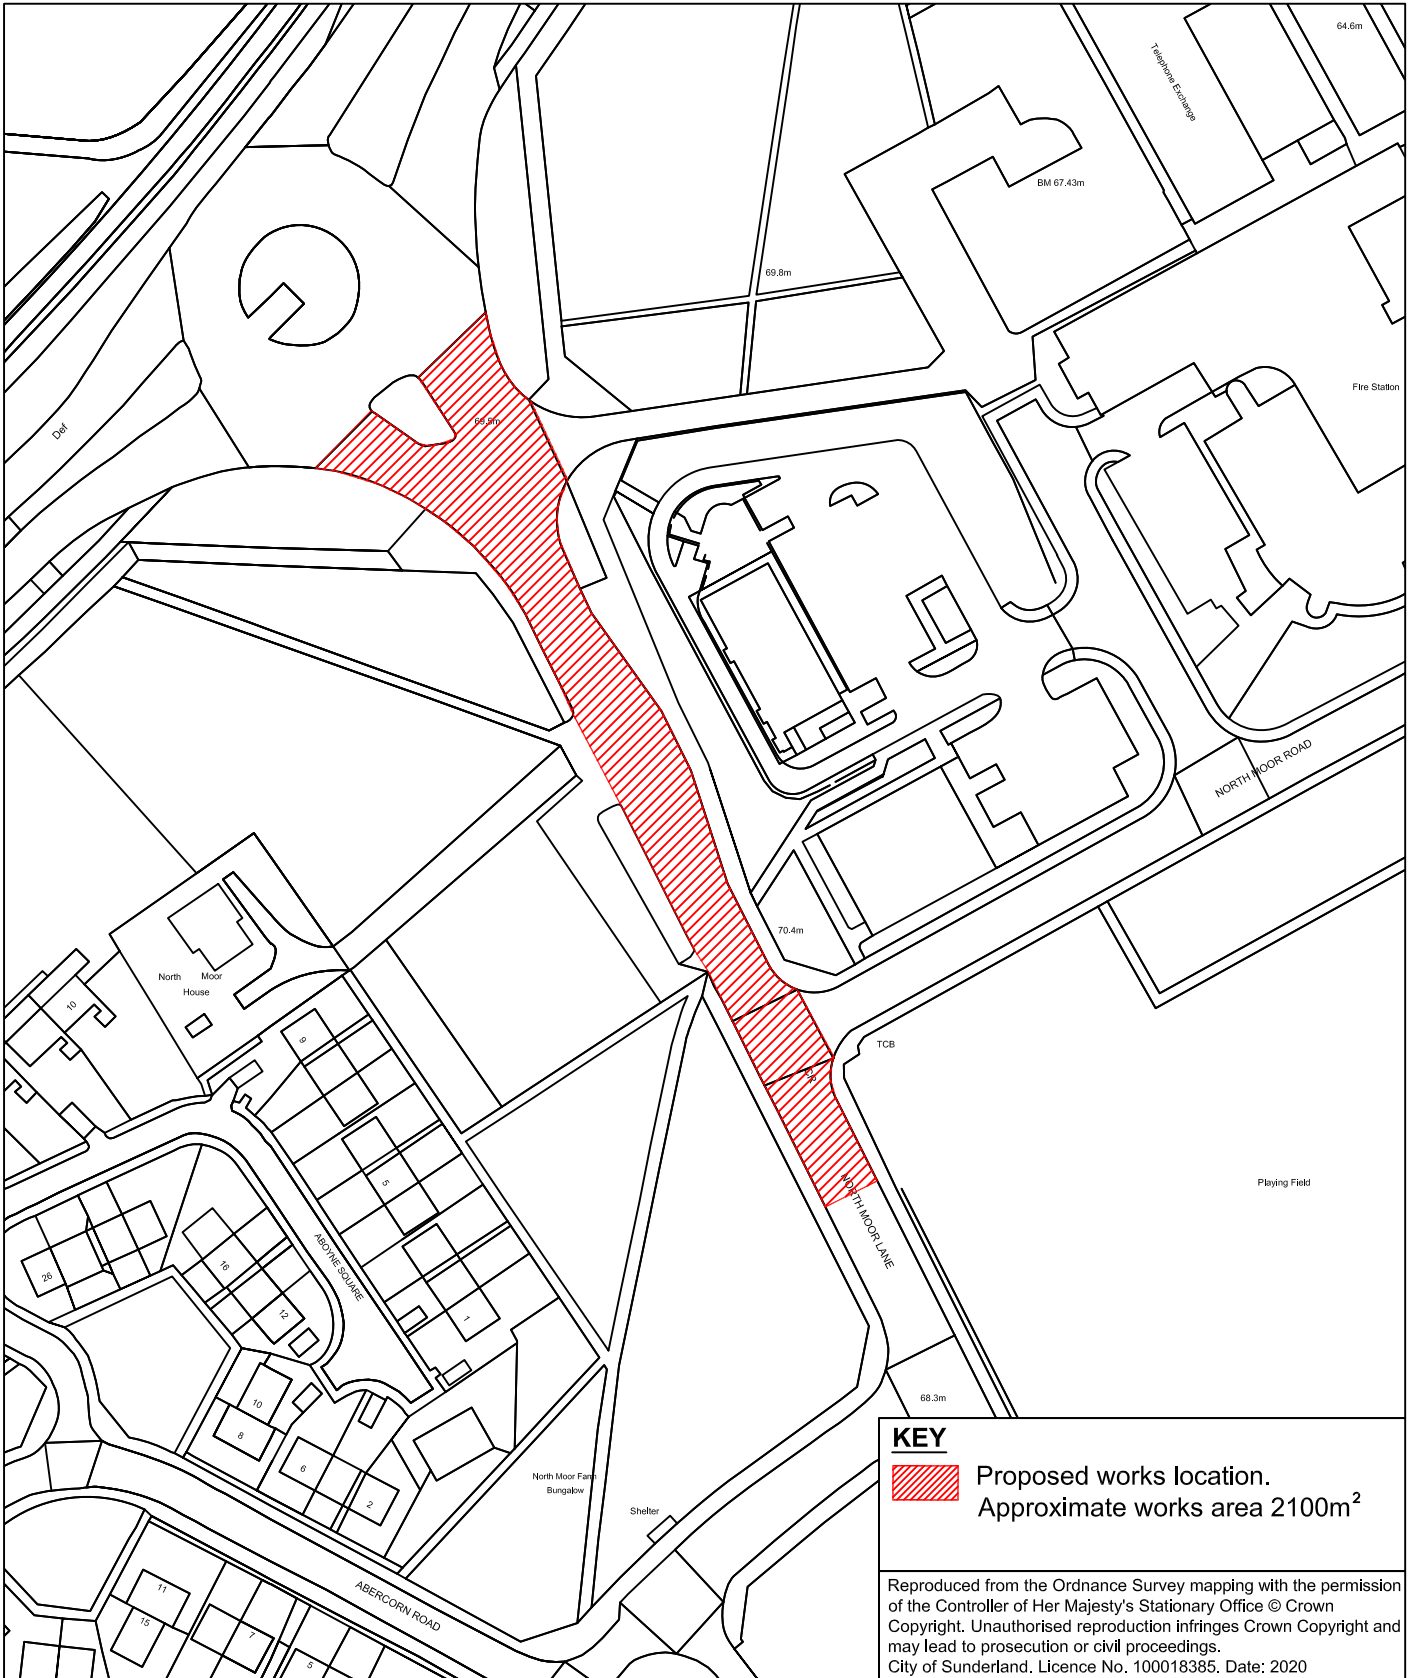 64.6m
Telephone Exchange
BM 67.43m
69.8m
Fire Station
Def
69.5m
NORTH MOOR ROAD
70.4m
North Moor
House
10
9
TCB
CR
5
Playing Field
NORTH MOOR LANE
ABOYNE SQUARE
16
26
12
1
68.3m
10
8
6
2
North Moor Farm
Bungalow
Shelter
11
15
7
5
ABERCORN ROAD
KEY
Proposed works location.
Approximate works area 2100m²
Reproduced from the Ordnance Survey mapping with the permission
of the Controller of Her Majesty's Stationary Office © Crown
Copyright. Unauthorised reproduction infringes Crown Copyright and
may lead to prosecution or civil proceedings.
City of Sunderland. Licence No. 100018385. Date: 2020